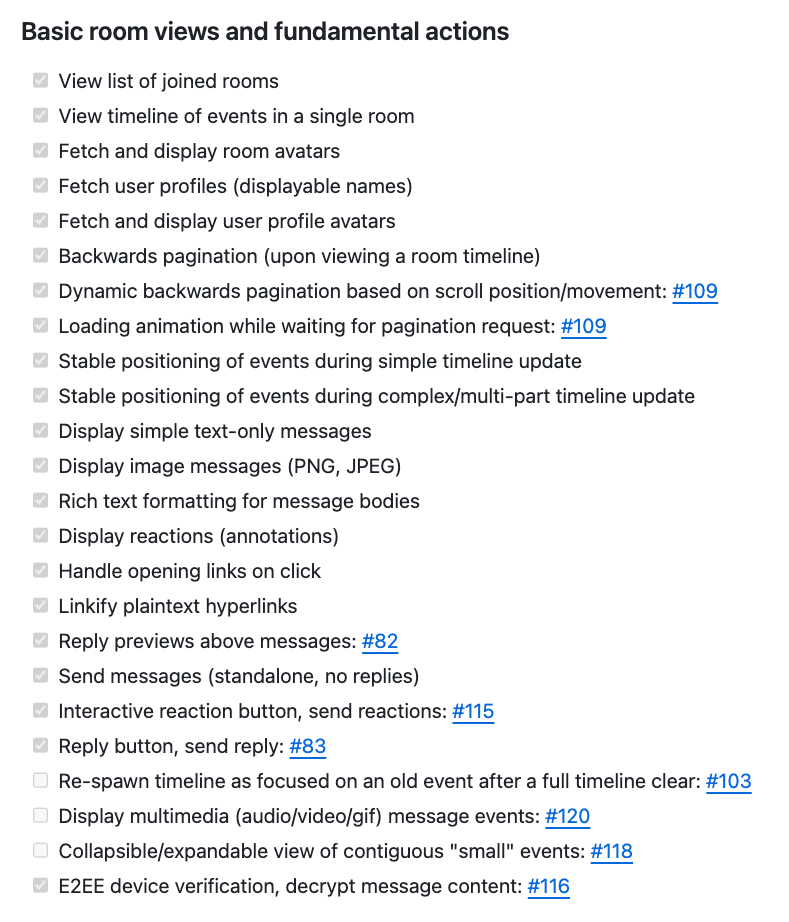 Basic room views and fundamental actions
View list of joined rooms
View timeline of events in a single room
Fetch and display room avatars
Fetch user profiles (displayable names)
Fetch and display user profile avatars
Backwards pagination (upon viewing a room timeline)
Dynamic backwards pagination based on scroll position/movement: #109
Loading animation while waiting for pagination request: #109
Stable positioning of events during simple timeline update
Stable positioning of events during complex/multi-part timeline update
Display simple text-only messages
Display image messages (PNG, JPEG)
Rich text formatting for message bodies
Display reactions (annotations)
Handle opening links on click
Linkify plaintext hyperlinks
Reply previews above messages: #82
Send messages (standalone, no replies)
Interactive reaction button, send reactions: #115
Reply button, send reply: #83
Re-spawn timeline as focused on an old event after a full timeline clear: #103
Display multimedia (audio/video/gif) message events: #120
Collapsible/expandable view of contiguous "small" events: #118
E2EE device verification, decrypt message content: #116